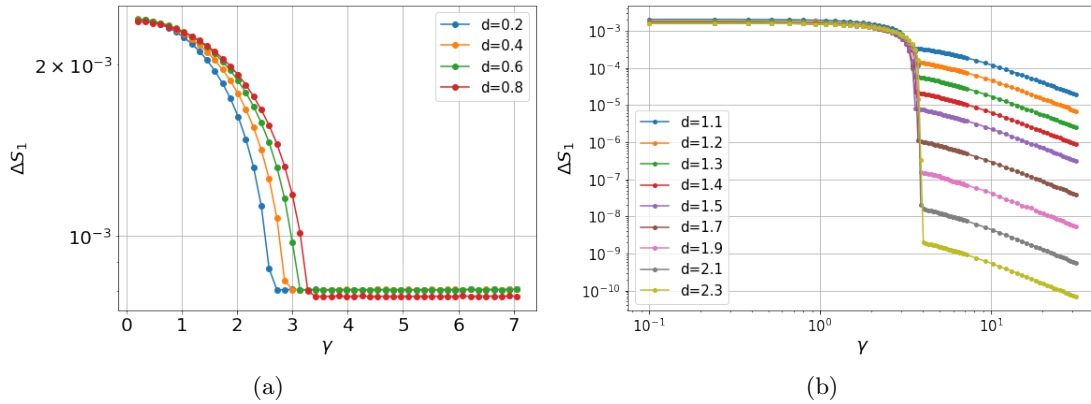 2 × 10⁻³
10⁻³
ΔS₁
0 1 2 3 4 5 6 7
γ
d=0.2
d=0.4
d=0.6
d=0.8
(a)
10⁻³
10⁻⁴
10⁻⁵
10⁻⁶
10⁻⁷
10⁻⁸
10⁻⁹
10⁻¹⁰
ΔS₁
d=1.1
d=1.2
d=1.3
d=1.4
d=1.5
d=1.7
d=1.9
d=2.1
d=2.3
10⁻¹ 10⁰ 10¹
γ
(b)